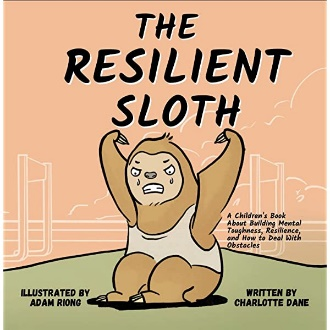 THE
RESILIENT
SLOTH
A Children's Book
About Building Mental
Toughness, Resilience,
and How to Deal With
Obstacles
ILLUSTRATED BY
ADAM RIONG
WRITTEN BY
CHARLOTTE DANE